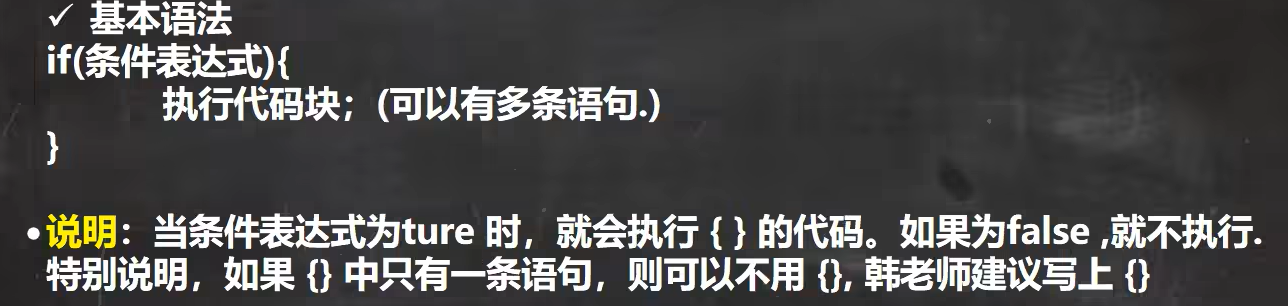 ✓ 基本语法
if(条件表达式){
执行代码块；(可以有多条语句.)
}
•说明：当条件表达式为ture 时，就会执行 { } 的代码。如果为false ,就不执行.
特别说明，如果 {} 中只有一条语句，则可以不用 {}, 韩老师建议写上 {}